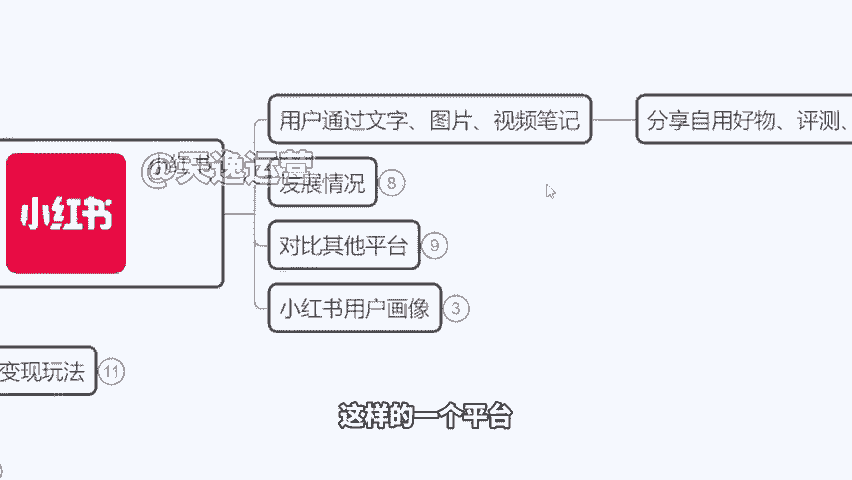 用户通过文字、图片、视频笔记
分享自用好物、评测、
小红书
@天逸运营
小红书
发展情况
8
对比其他平台
9
小红书用户画像
3
变现玩法
11
这样的一个平台